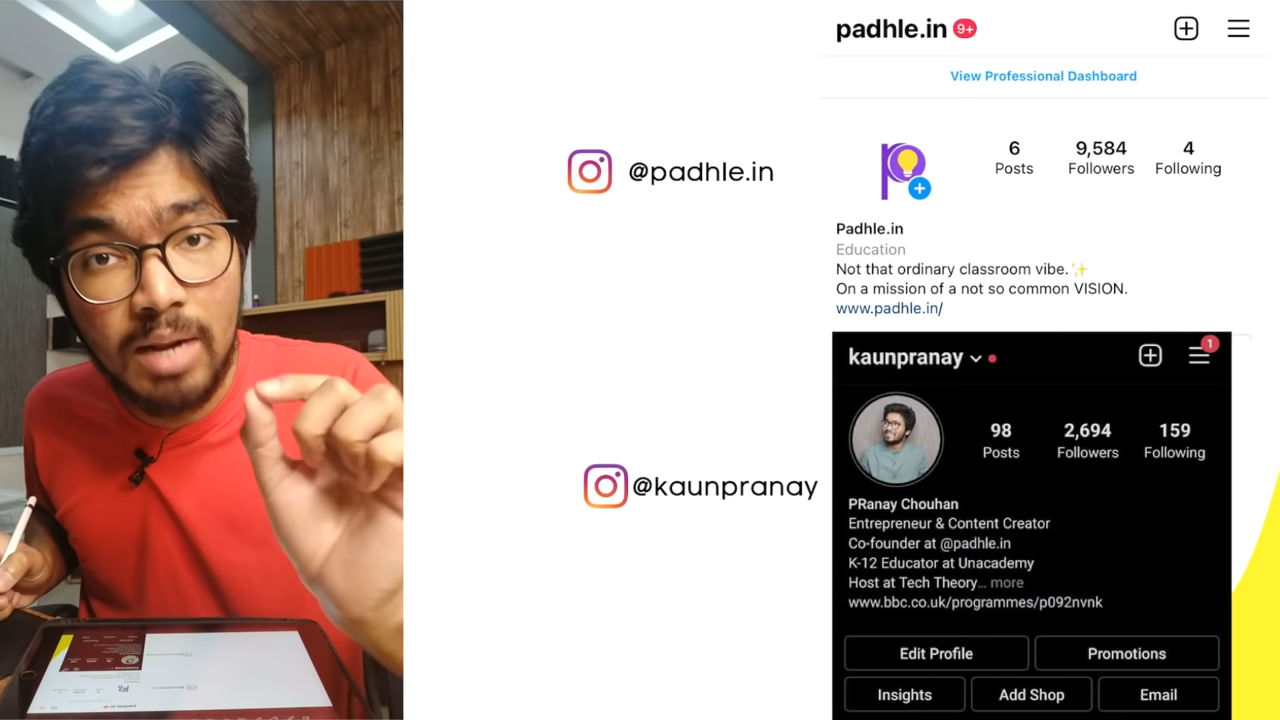 padhle.in 9+
View Professional Dashboard
6 9,584 4
Posts Followers Following
@padhle.in
Padhle.in
Education
Not that ordinary classroom vibe.✨
On a mission of a not so common VISION.
www.padhle.in/
kaunpranay 1
98 2,694 159
Posts Followers Following
@kaunpranay
PRanay Chouhan
Entrepreneur & Content Creator
Co-founder at @padhle.in
K-12 Educator at Unacademy
Host at Tech Theory... more
www.bbc.co.uk/programmes/p092nvnk
Edit Profile Promotions
Insights Add Shop Email